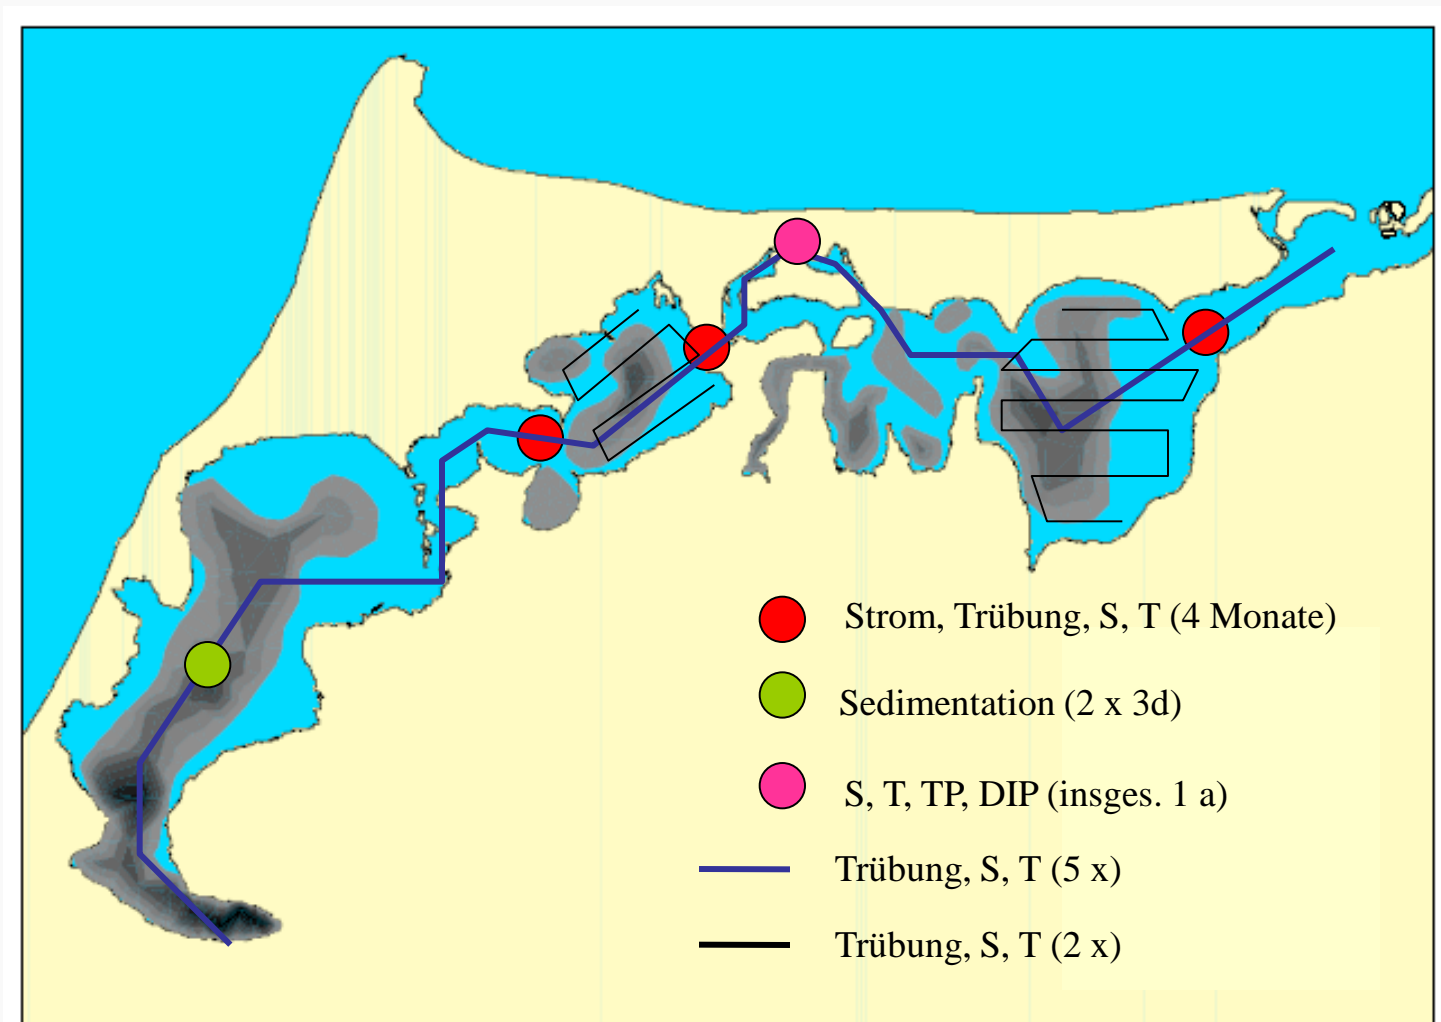 Strom, Trübung, S, T (4 Monate)
Sedimentation (2 x 3d)
S, T, TP, DIP (insges. 1 a)
Trübung, S, T (5 x)
Trübung, S, T (2 x)